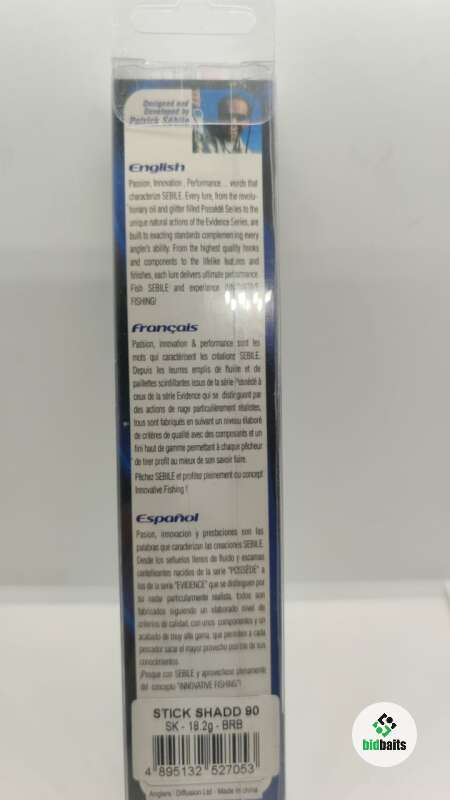 Designed and
Developed by
Patrick Sébile
English
Passion, Innovation, Performance... words that
characterize SEBILE. Every lure, from the revolu-
tionary oil and glitter filled Possédé Series to the
unique natural actions of the Evidence Series, are
built to exacting standards complementing every
angler's ability. From the highest quality hooks
and components to the lifelike features and
finishes, each lure delivers ultimate performance.
Fish SEBILE and experience INNOVATIVE
FISHING!
Français
Passion, innovation & performance sont les
mots qui caractérisent les créations SEBILE.
Depuis les leurres emplis de fluide et de
paillettes scintillantes issus de la série Possédé à
ceux de la série Evidence qui se distinguent par
des actions de nage particulièrement réalistes,
tous sont fabriqués en suivant un niveau élaboré
de critères de qualité avec des composants et un
fini haut de gamme permettant à chaque pêcheur
de tirer profit au mieux de son savoir faire.
Pêchez SEBILE et profitez pleinement du concept
Innovative Fishing !
Español
Pasion, innovacion y prestaciones son las
palabras que caracterizan las creaciones SEBILE.
Desde los señuelos llenos de fluido y escamas
centelleantes nacidos de la serie "POSSÉDÉ" a
los de la serie "EVIDENCE" que se distinguen por
su nadar particularmente realista, todos son
fabricados siguiendo un elaborado nivel de
criterios de calidad, con unos componentes y un
acabado de muy alta gama, que permiten a cada
pescador sacar el mayor provecho posible de sus
conocimientos.
¡Pesque con SEBILE y aprovechese plenamente
del concepto "INNOVATIVE FISHING"!
STICK SHADD 90
SK - 18.2g - BRB
4 895132 527053
Anglers' Diffusion Ltd - Made in china
bidbaits